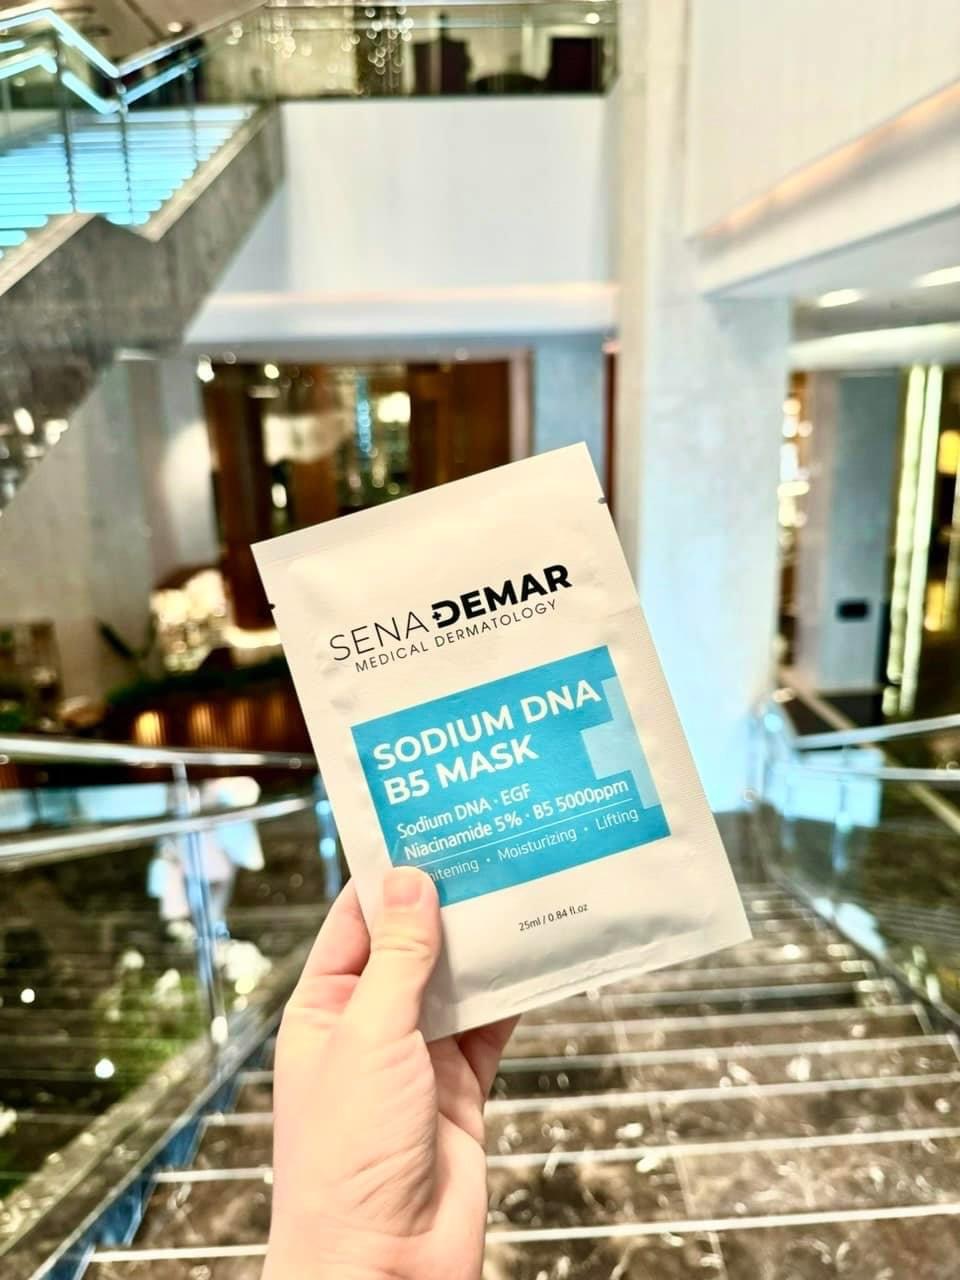 SENA DEMAR
MEDICAL DERMATOLOGY
SODIUM DNA
B5 MASK
Sodium DNA · EGF
Niacinamide 5% · B5 5000ppm
• Moisturizing • Lifting
25ml / 0.84 fl.oz